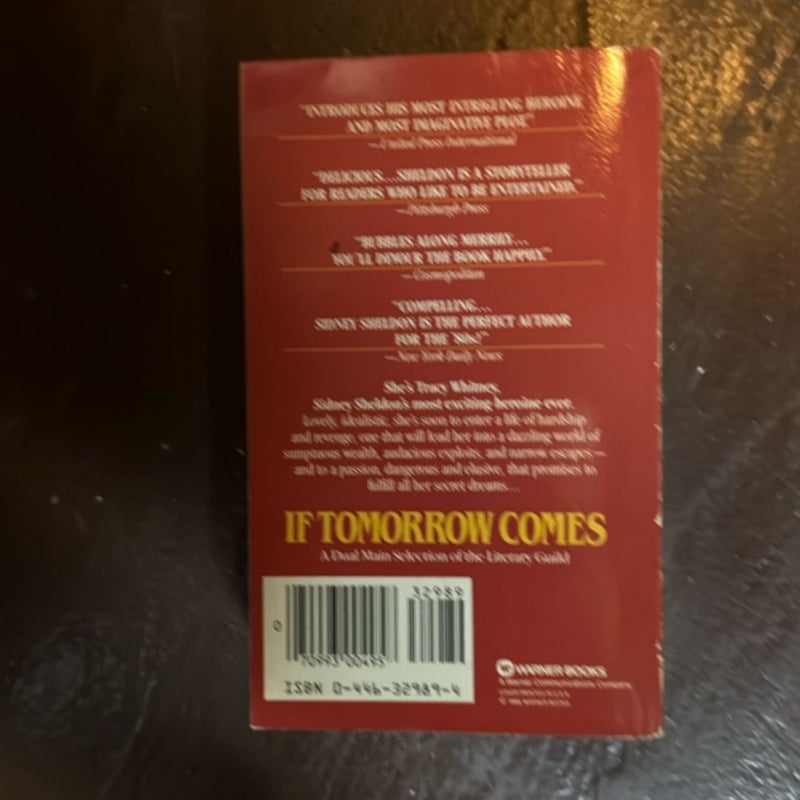 "INTRODUCES HIS MOST INTRIGUING HEROINE
AND MOST IMAGINATIVE PLOT."
—United Press International
"DELICIOUS....SHELDON IS A STORYTELLER
FOR READERS WHO LIKE TO BE ENTERTAINED."
—Pittsburgh Press
"BUBBLES ALONG MERRILY...
YOU'LL DEVOUR THE BOOK HAPPILY."
—Cosmopolitan
"COMPELLING...
SIDNEY SHELDON IS THE PERFECT AUTHOR
FOR THE '80s!"
—New York Daily News
She's Tracy Whitney,
Sidney Sheldon's most exciting heroine ever.
Lovely, idealistic, she's soon to enter a life of hardship
and revenge, one that will lead her into a dazzling world of
sumptuous wealth, audacious exploits, and narrow escapes—
and to a passion, dangerous and elusive, that promises to
fulfill all her secret dreams...
IF TOMORROW COMES
A Dual Main Selection of the Literary Guild
32989
0
70993 00495
ISBN 0-446-32989-4
WARNER BOOKS
A Warner Communications Company